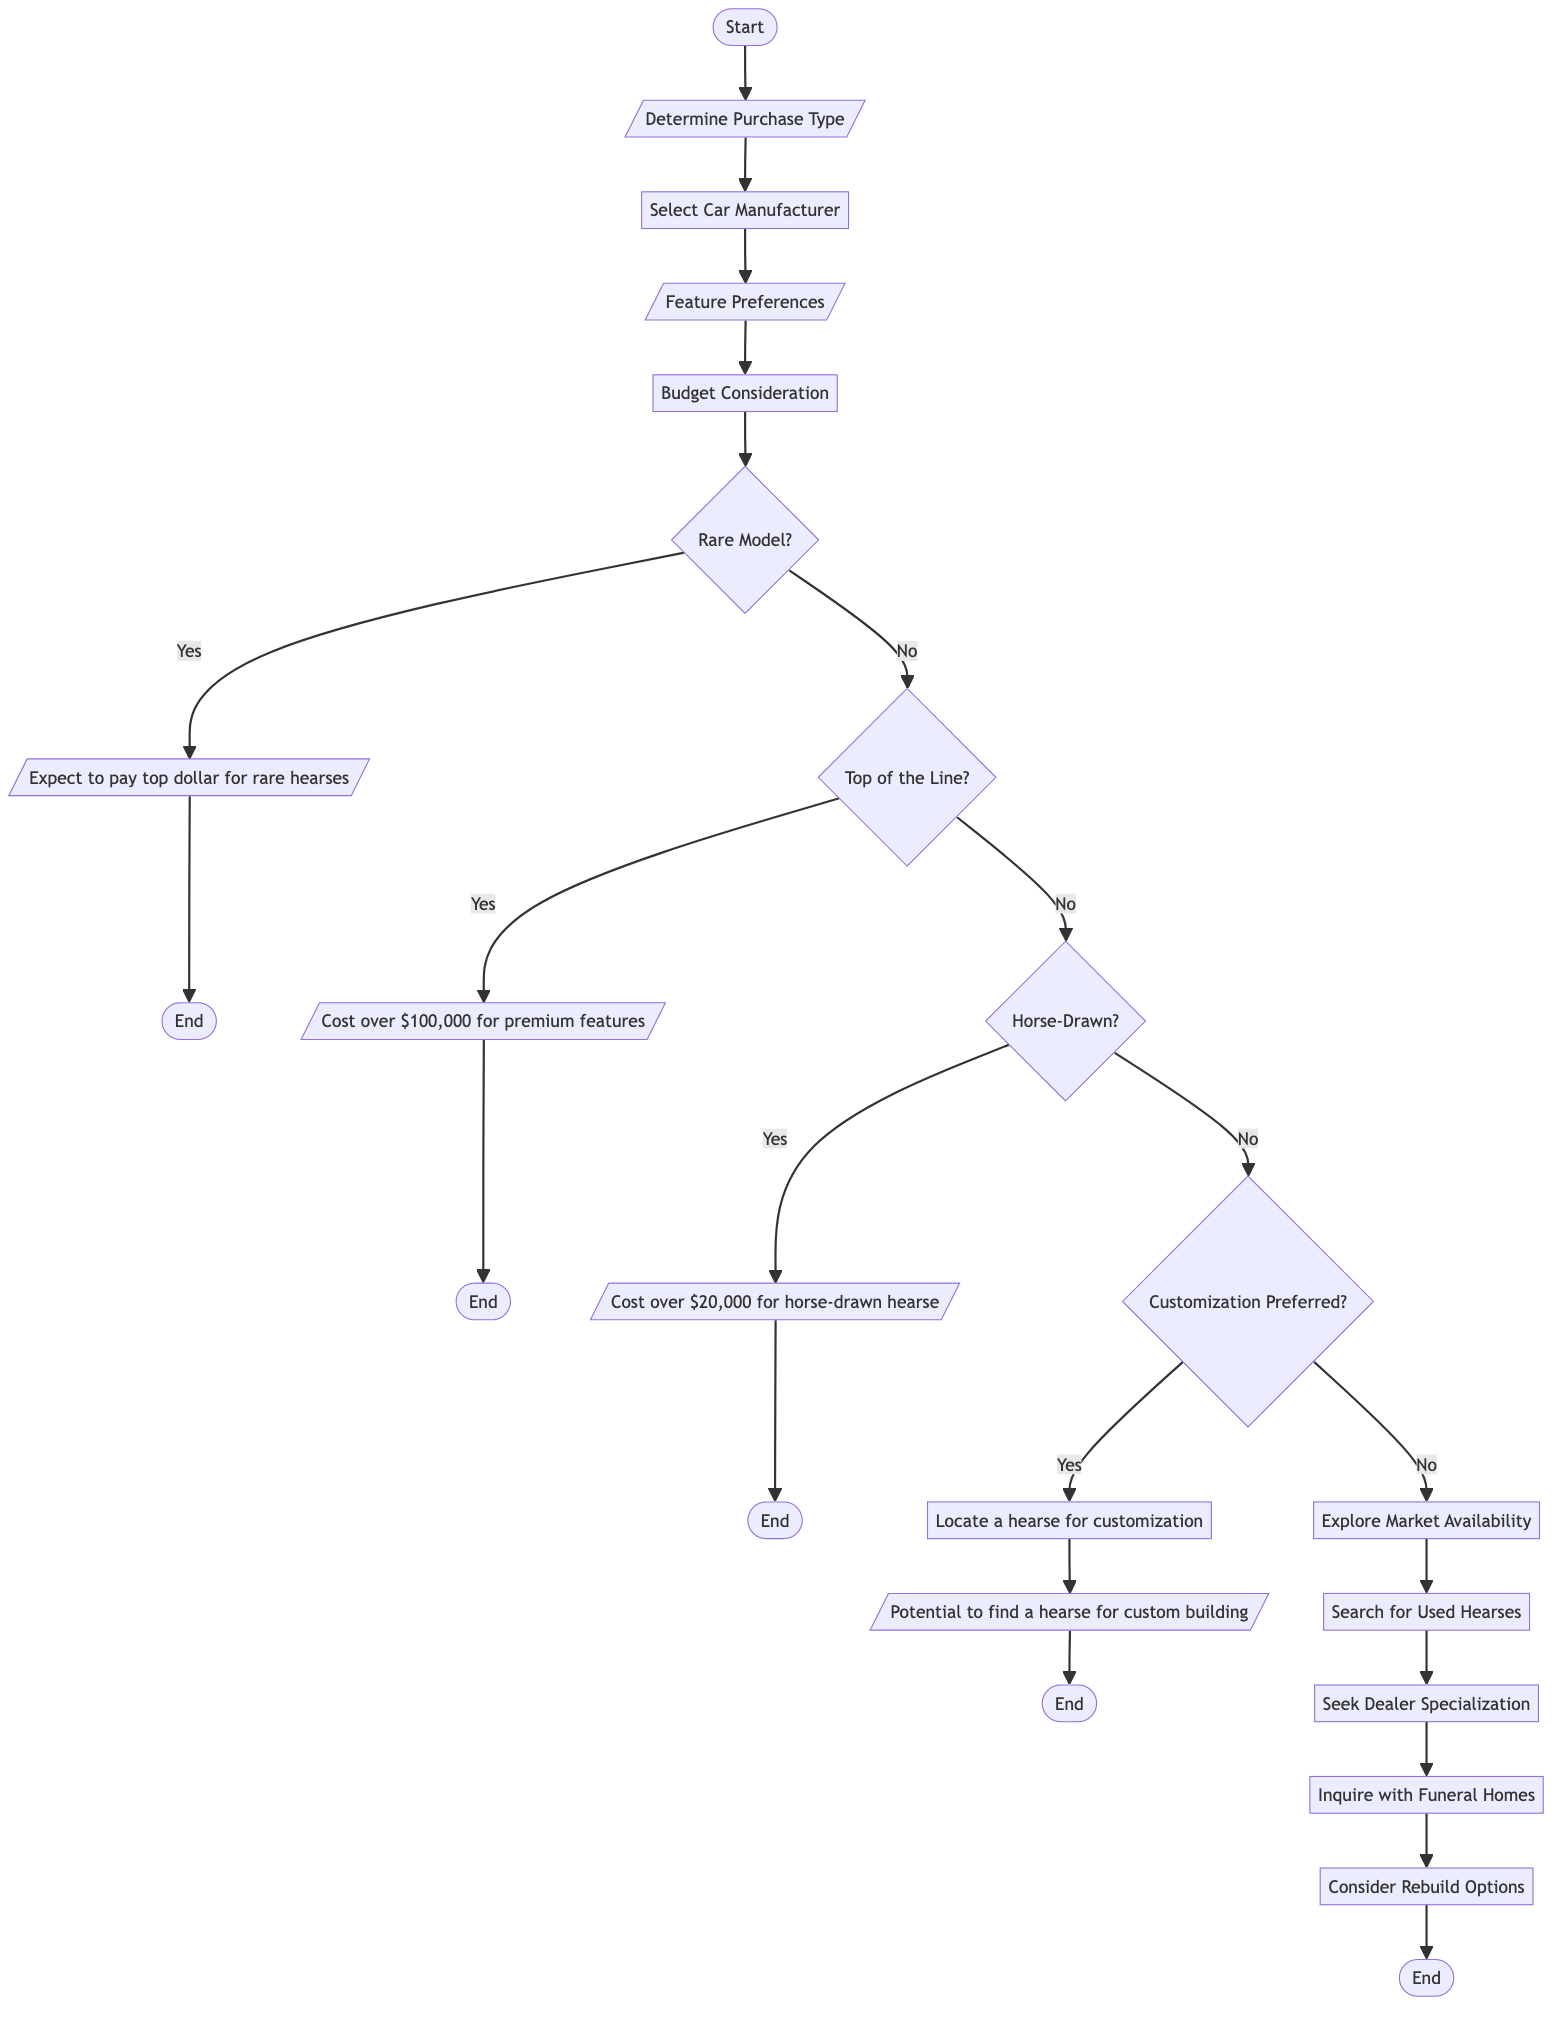 Start
Determine Purchase Type
Select Car Manufacturer
Feature Preferences
Budget Consideration
Rare Model?
Yes
No
Expect to pay top dollar for rare hearses
Top of the Line?
Yes
No
End
Cost over $100,000 for premium features
Horse-Drawn?
Yes
No
End
Cost over $20,000 for horse-drawn hearse
Customization Preferred?
Yes
No
End
Locate a hearse for customization
Explore Market Availability
Potential to find a hearse for custom building
Search for Used Hearses
End
Seek Dealer Specialization
Inquire with Funeral Homes
Consider Rebuild Options
End